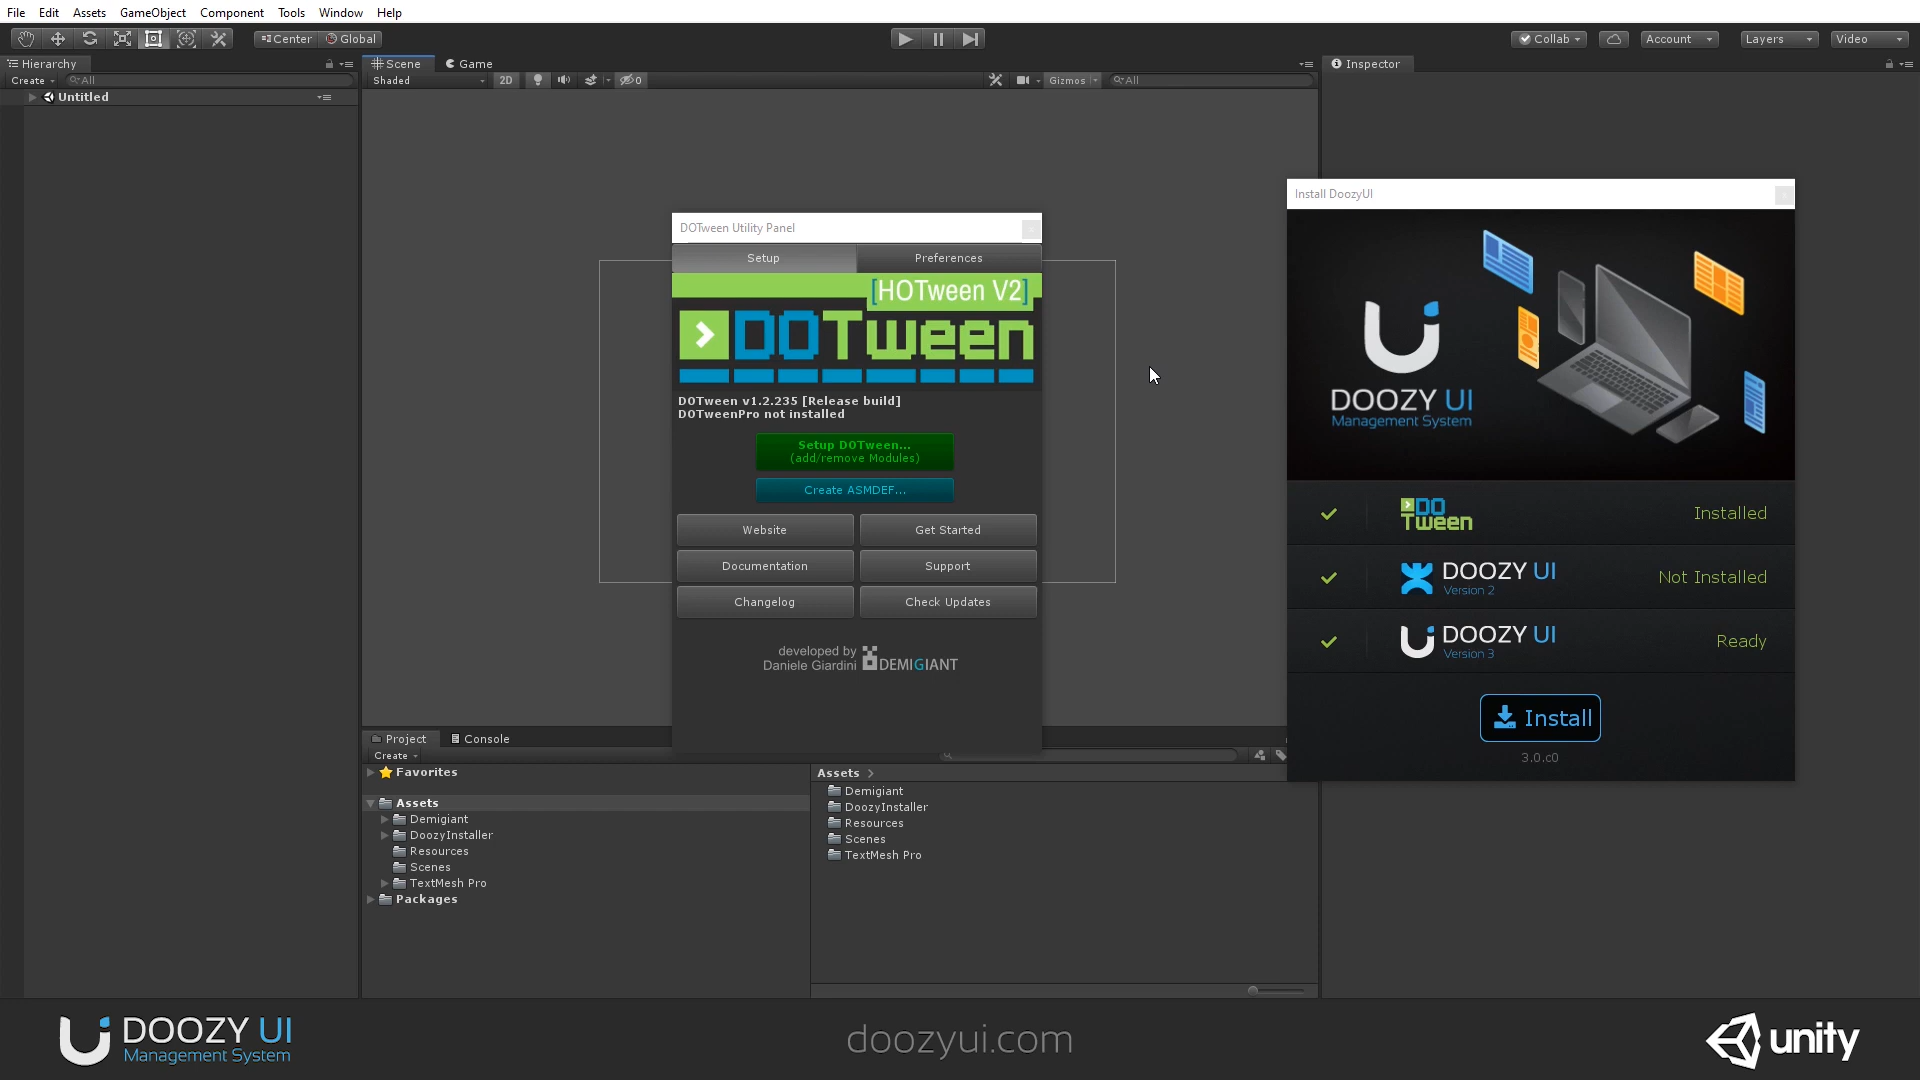 File Edit Assets GameObject Component Tools Window Help
Center Global
Collab Account Layers Video
Hierarchy
Create All
Untitled
Scene Game
Shaded 2D 0 Gizmos All
Inspector
DOTween Utility Panel
Setup Preferences
[HOTween V2]
DOTween
DOTween v1.2.235 [Release build]
DOTweenPro not installed
Setup DOTween...
(add/remove Modules)
Create ASMDEF...
Website Get Started
Documentation Support
Changelog Check Updates
developed by
Daniele Giardini DEMIGIANT
Install DoozyUI
DOOZY UI
Management System
DO
Tween Installed
DOOZY UI
Version 2
Not Installed
DOOZY UI
Version 3
Ready
Install
3.0.c0
Project Console
Create
Favorites
Assets
Demigiant
DoozyInstaller
Resources
Scenes
TextMesh Pro
Packages
Assets
Demigiant
DoozyInstaller
Resources
Scenes
TextMesh Pro
DOOZY UI
Management System
doozyui.com
unity